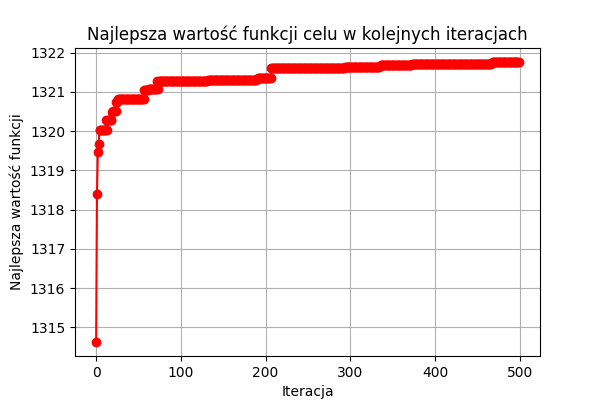 Najlepsza wartość funkcji celu w kolejnych iteracjach
Najlepsza wartość funkcji
1322
1321
1320
1319
1318
1317
1316
1315
0 100 200 300 400 500
Iteracja